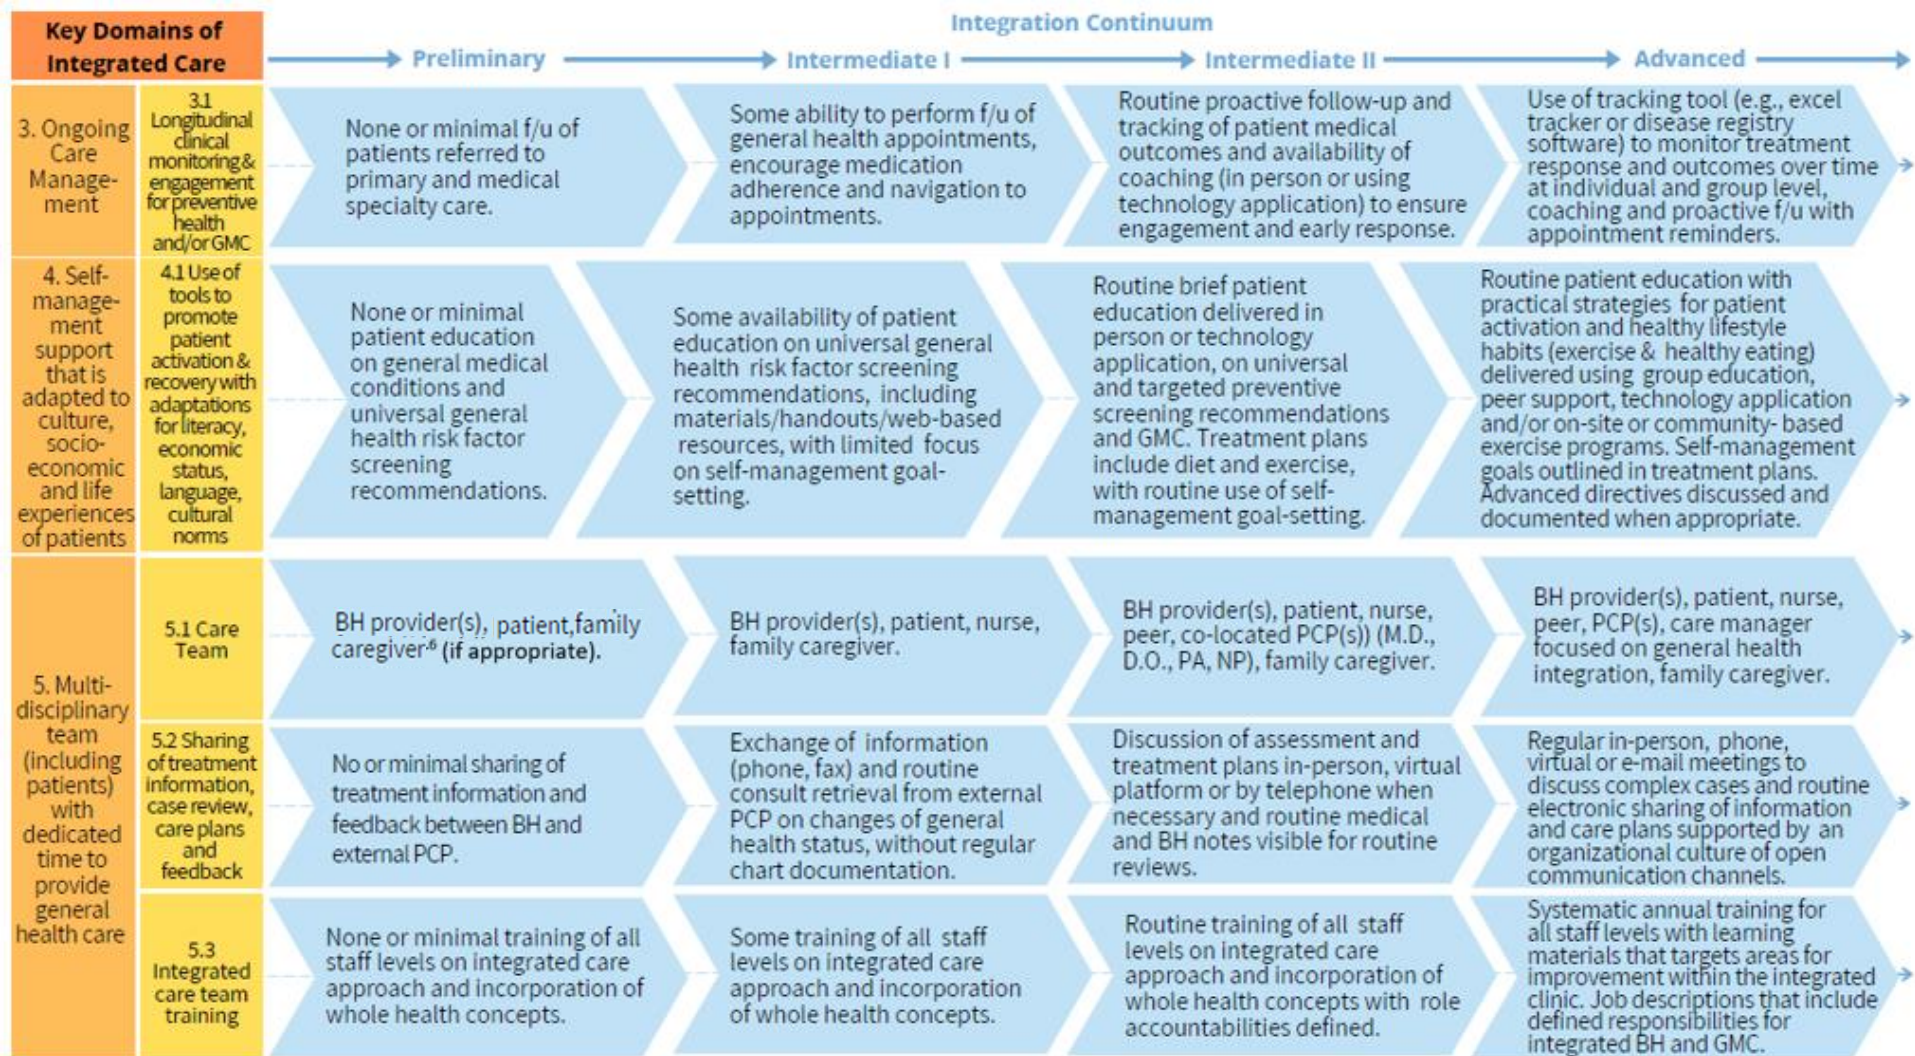 Key Domains of
Integrated Care
Integration Continuum
Preliminary
Intermediate I
Intermediate II
Advanced
3. Ongoing
Care
Manage-
ment
3.1
Longitudinal
clinical
monitoring &
engagement
for preventive
health
and/or GMC
None or minimal f/u of
patients referred to
primary and medical
specialty care.
Some ability to perform f/u of
general health appointments,
encourage medication
adherence and navigation to
appointments.
Routine proactive follow-up and
tracking of patient medical
outcomes and availability of
coaching (in person or using
technology application) to ensure
engagement and early response.
Use of tracking tool (e.g., excel
tracker or disease registry
software) to monitor treatment
response and outcomes over time
at individual and group level,
coaching and proactive f/u with
appointment reminders.
4. Self-
manage-
ment
support
that is
adapted to
culture,
socio-
economic
and life
experiences
of patients
4.1 Use of
tools to
promote
patient
activation &
recovery with
adaptations
for literacy,
economic
status,
language,
cultural
norms
None or minimal
patient education
on general medical
conditions and
universal general
health risk factor
screening
recommendations.
Some availability of patient
education on universal general
health risk factor screening
recommendations, including
materials/handouts/web-based
resources, with limited focus
on self-management goal-
setting.
Routine brief patient
education delivered in
person or technology
application, on universal
and targeted preventive
screening recommendations
and GMC. Treatment plans
include diet and exercise,
with routine use of self-
management goal-setting.
Routine patient education with
practical strategies for patient
activation and healthy lifestyle
habits (exercise & healthy eating)
delivered using group education,
peer support, technology application
and/or on-site or community- based
exercise programs. Self-management
goals outlined in treatment plans.
Advanced directives discussed and
documented when appropriate.
5. Multi-
disciplinary
team
(including
patients)
with
dedicated
time to
provide
general
health care
5.1 Care
Team
BH provider(s), patient,family
caregiver⁶ (if appropriate).
BH provider(s), patient, nurse,
family caregiver.
BH provider(s), patient, nurse,
peer, co-located PCP(s)) (M.D.,
D.O., PA, NP), family caregiver.
BH provider(s), patient, nurse,
peer, PCP(s), care manager
focused on general health
integration, family caregiver.
5.2 Sharing
of treatment
information,
case review,
care plans
and
feedback
No or minimal sharing of
treatment information and
feedback between BH and
external PCP.
Exchange of information
(phone, fax) and routine
consult retrieval from external
PCP on changes of general
health status, without regular
chart documentation.
Discussion of assessment and
treatment plans in-person, virtual
platform or by telephone when
necessary and routine medical
and BH notes visible for routine
reviews.
Regular in-person, phone,
virtual or e-mail meetings to
discuss complex cases and routine
electronic sharing of information
and care plans supported by an
organizational culture of open
communication channels.
5.3
Integrated
care team
training
None or minimal training of all
staff levels on integrated care
approach and incorporation of
whole health concepts.
Some training of all staff
levels on integrated care
approach and incorporation
of whole health concepts.
Routine training of all staff
levels on integrated care
approach and incorporation of
whole health concepts with role
accountabilities defined.
Systematic annual training for
all staff levels with learning
materials that targets areas for
improvement within the integrated
clinic. Job descriptions that include
defined responsibilities for
integrated BH and GMC.